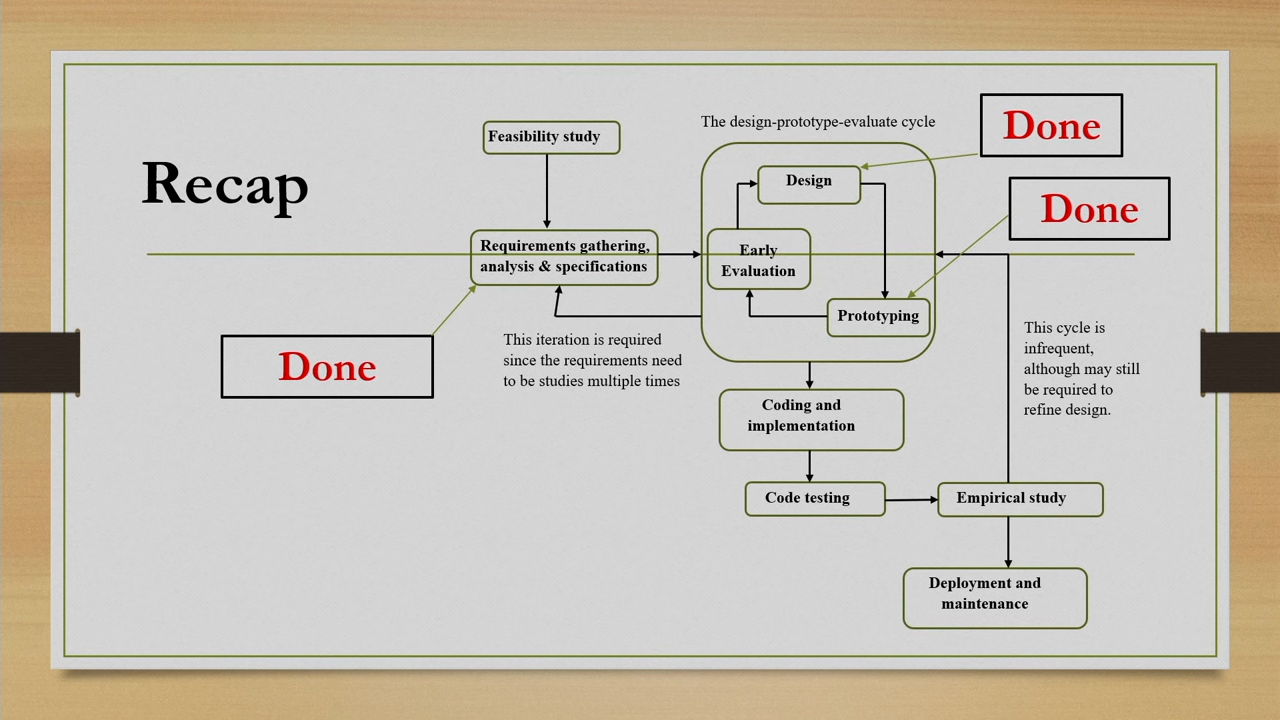 Recap
Feasibility study
Requirements gathering,
analysis & specifications
This iteration is required
since the requirements need
to be studies multiple times
Done
The design-prototype-evaluate cycle
Design
Early
Evaluation
Prototyping
Done
Done
Coding and
implementation
Code testing
Empirical study
This cycle is
infrequent,
although may still
be required to
refine design.
Deployment and
maintenance